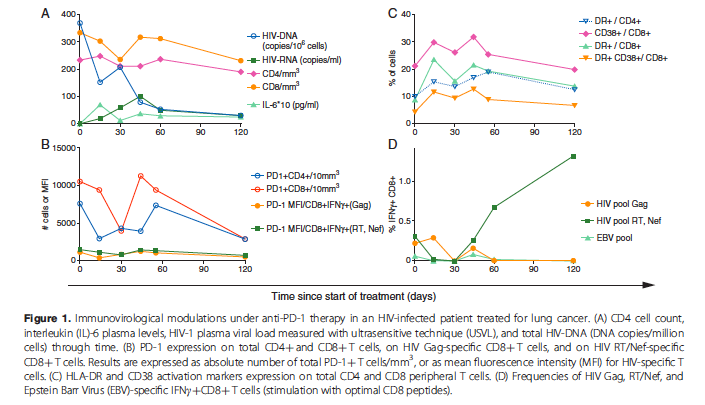 A
400
300
200
100
0
0
30
60
90
120
HIV-DNA
(copies/10⁶ cells)
HIV-RNA (copies/ml)
CD4/mm³
CD8/mm³
IL-6*10 (pg/ml)
C
% of cells
40
30
20
10
0
0
30
60
90
120
DR+ / CD4+
CD38+ / CD8+
DR+ / CD8+
DR+ CD38+/ CD8+
B
# cells or MFI
15000
10000
5000
0
0
30
60
90
120
PD1+CD4+/10mm³
PD1+CD8+/10mm³
PD-1 MFI/CD8+IFNγ+(Gag)
PD-1 MFI/CD8+IFNγ+(RT, Nef)
D
% IFNγ+ CD8+
1.0
0.5
0
0
30
60
90
120
HIV pool Gag
HIV pool RT, Nef
EBV pool
Time since start of treatment (days)
Figure 1. Immunovirological modulations under anti-PD-1 therapy in an HIV-infected patient treated for lung cancer. (A) CD4 cell count,
interleukin (IL)-6 plasma levels, HIV-1 plasma viral load measured with ultrasensitive technique (USVL), and total HIV-DNA (DNA copies/million
cells) through time. (B) PD-1 expression on total CD4+and CD8+T cells, on HIV Gag-specific CD8+T cells, and on HIV RT/Nef-specific
CD8+T cells. Results are expressed as absolute number of total PD-1+T cells/mm³, or as mean fluorescence intensity (MFI) for HIV-specific T
cells. (C) HLA-DR and CD38 activation markers expression on total CD4 and CD8 peripheral T cells. (D) Frequencies of HIV Gag, RT/Nef, and
Epstein Barr Virus (EBV)-specific IFNγ+CD8+T cells (stimulation with optimal CD8 peptides).